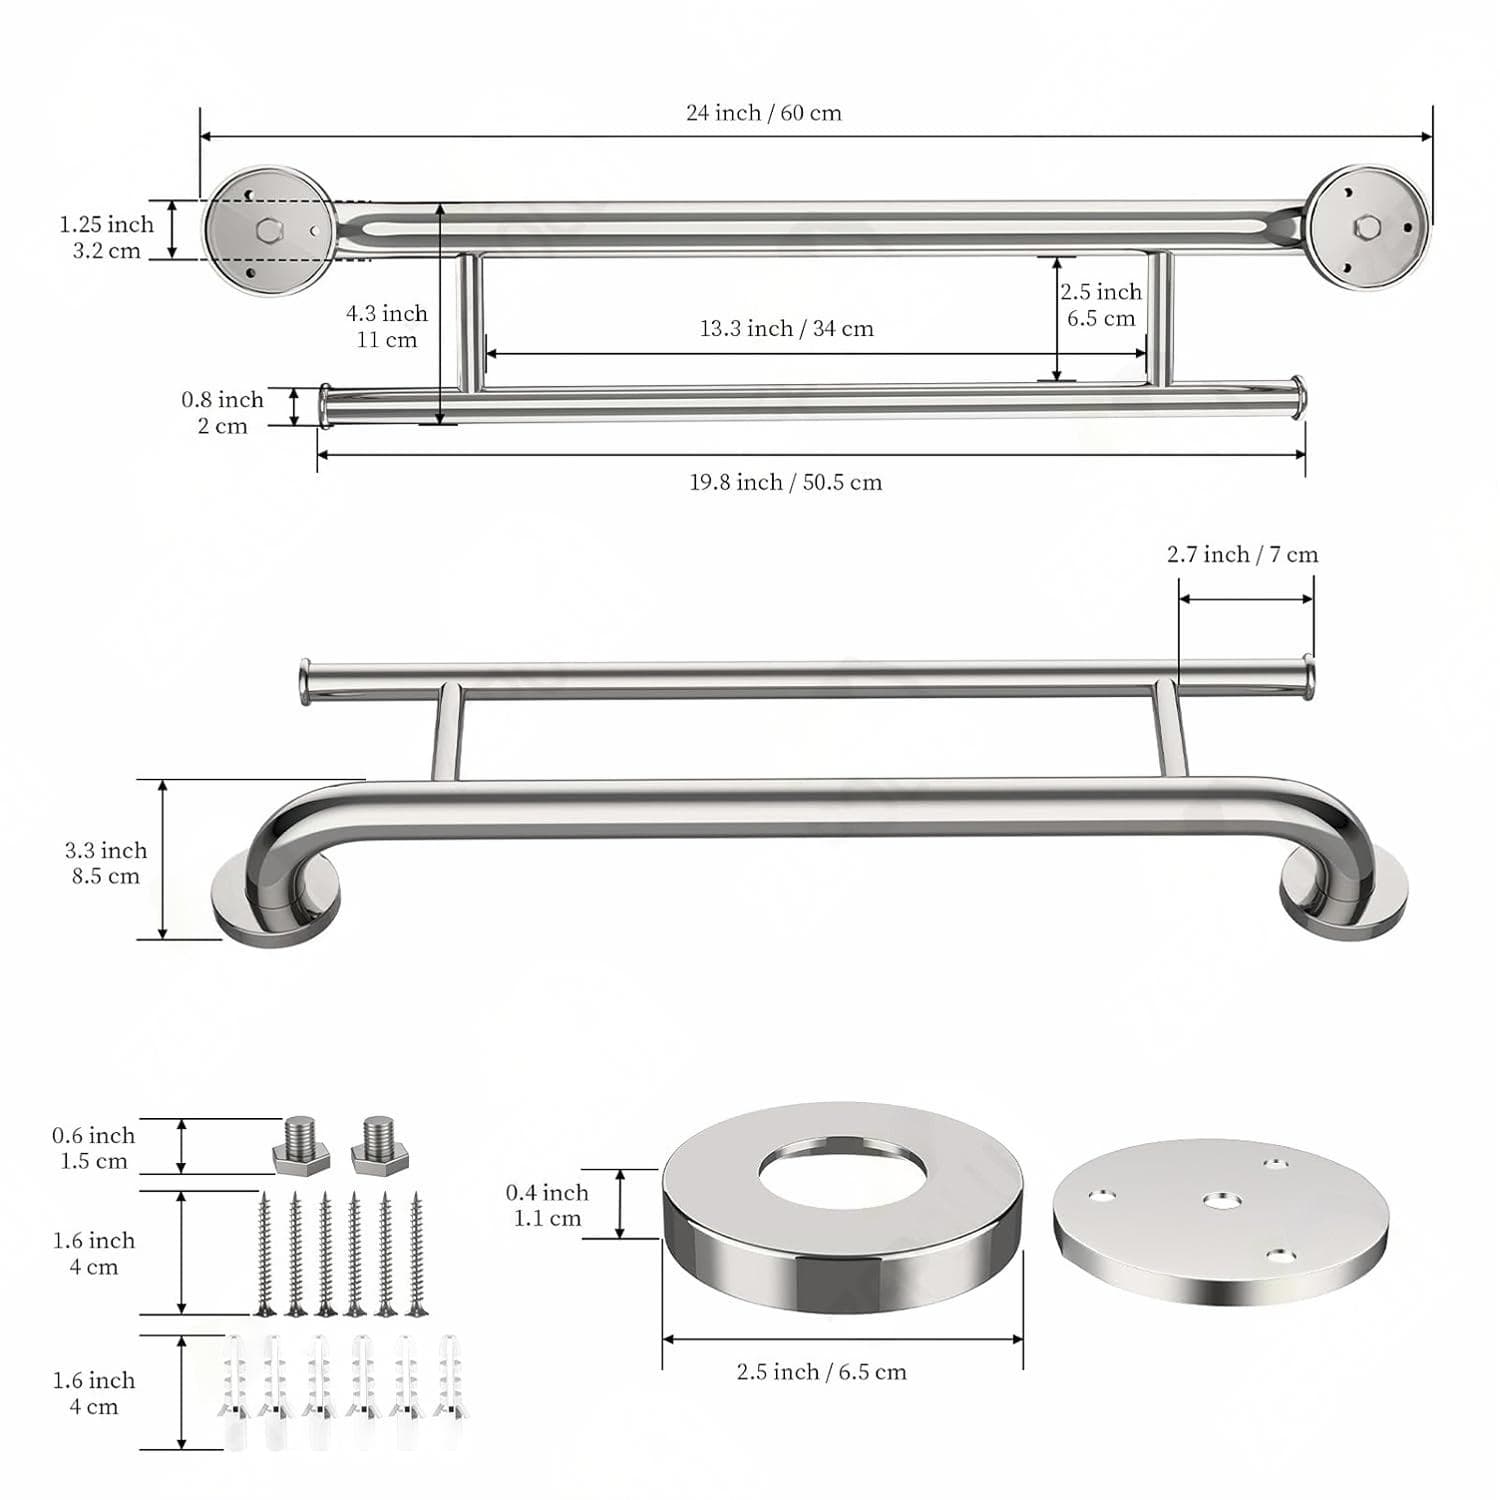 24 inch / 60 cm
1.25 inch
3.2 cm
4.3 inch
11 cm
13.3 inch / 34 cm
2.5 inch
6.5 cm
0.8 inch
2 cm
19.8 inch / 50.5 cm
2.7 inch / 7 cm
3.3 inch
8.5 cm
0.6 inch
1.5 cm
1.6 inch
4 cm
1.6 inch
4 cm
0.4 inch
1.1 cm
2.5 inch / 6.5 cm